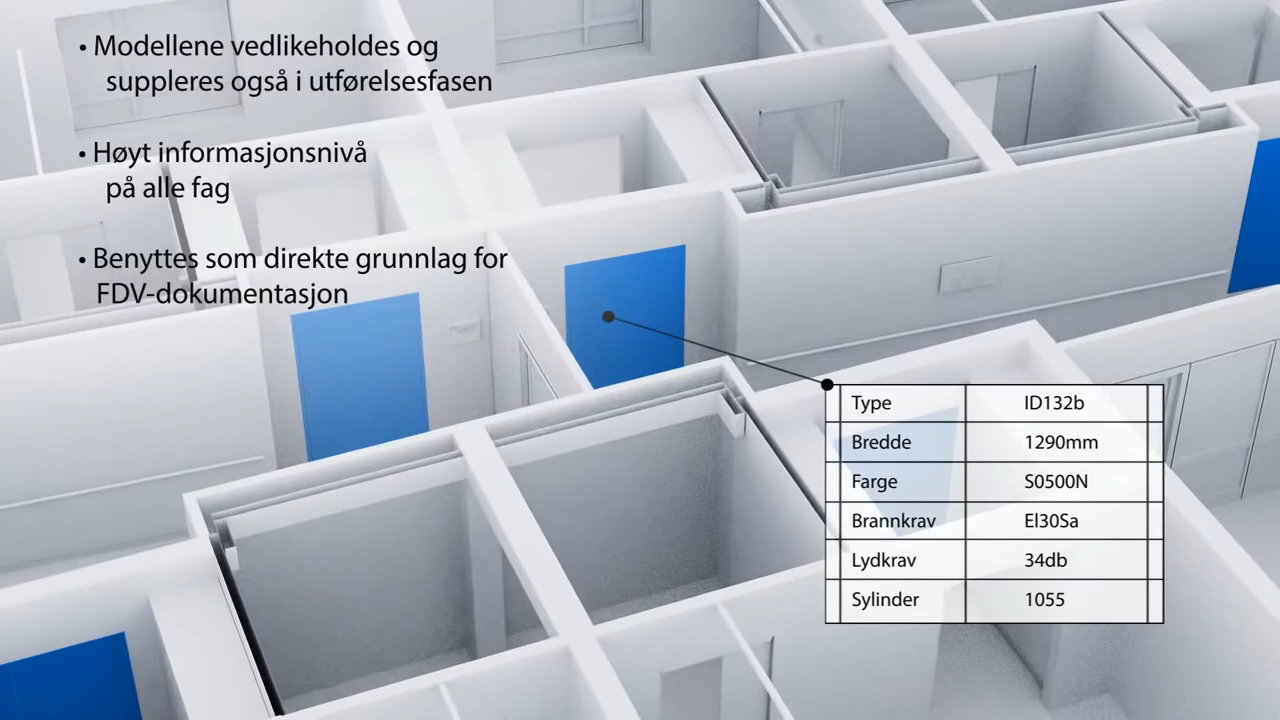 • Modellene vedlikeholdes og
suppleres også i utførelsesfasen
• Høyt informasjonsnivå
på alle fag
• Benyttes som direkte grunnlag for
FDV-dokumentasjon
Type ID132b
Bredde 1290mm
Farge S0500N
Brannkrav El30Sa
Lydkrav 34db
Sylinder 1055